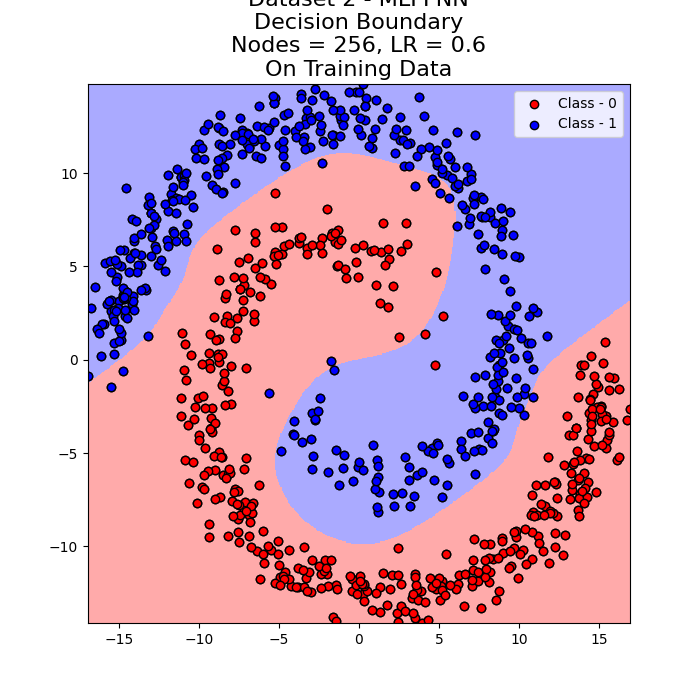 Dataset 2 - MLFFNN
Decision Boundary
Nodes = 256, LR = 0.6
On Training Data
Class - 0
Class - 1
10
5
0
−5
−10
−15
−10
−5
0
5
10
15